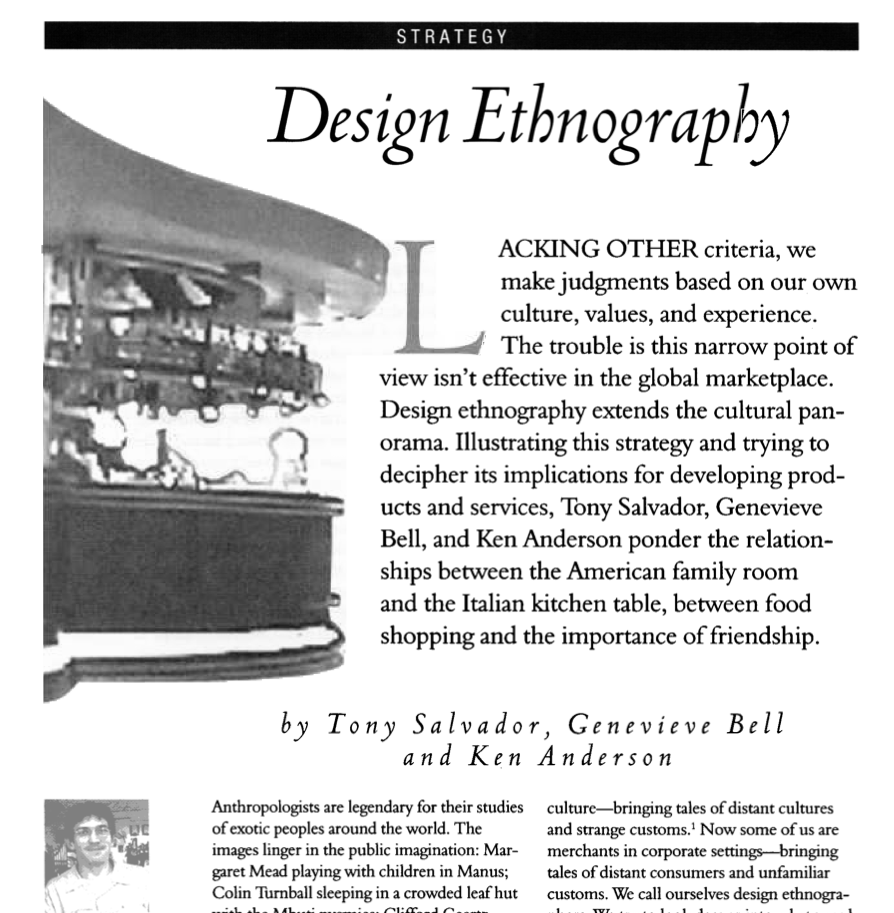 STRATEGY
Design Ethnography
LACKING OTHER criteria, we
make judgments based on our own
culture, values, and experience.
The trouble is this narrow point of
view isn't effective in the global marketplace.
Design ethnography extends the cultural pan-
orama. Illustrating this strategy and trying to
decipher its implications for developing prod-
ucts and services, Tony Salvador, Genevieve
Bell, and Ken Anderson ponder the relation-
ships between the American family room
and the Italian kitchen table, between food
shopping and the importance of friendship.
by Tony Salvador, Genevieve Bell
and Ken Anderson
Anthropologists are legendary for their studies
of exotic peoples around the world. The
images linger in the public imagination: Mar-
garet Mead playing with children in Manus;
Colin Turnball sleeping in a crowded leaf hut
culture—bringing tales of distant cultures
and strange customs.¹ Now some of us are
merchants in corporate settings—bringing
tales of distant consumers and unfamiliar
customs. We call ourselves design ethnogra-